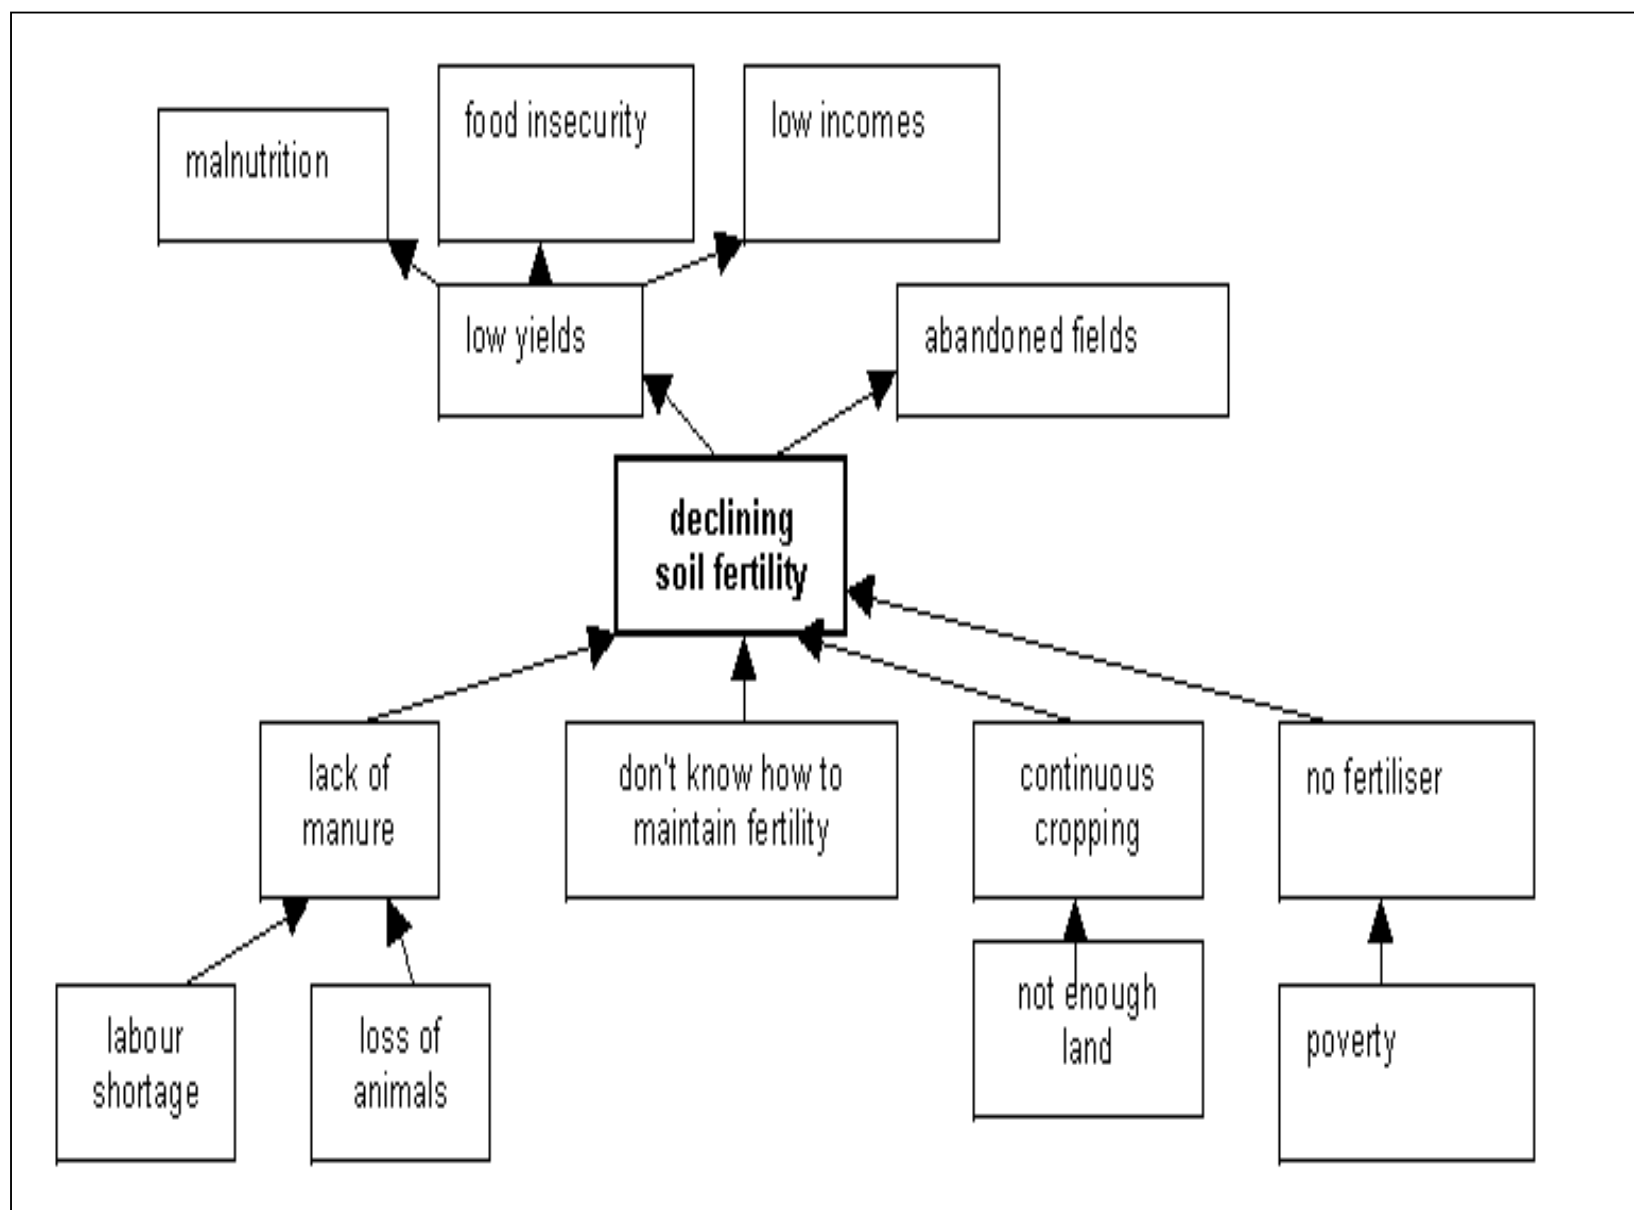 malnutrition
food insecurity
low incomes
low yields
abandoned fields
declining
soil fertility
lack of
manure
don't know how to
maintain fertility
continuous
cropping
no fertiliser
labour
shortage
loss of
animals
not enough
land
poverty